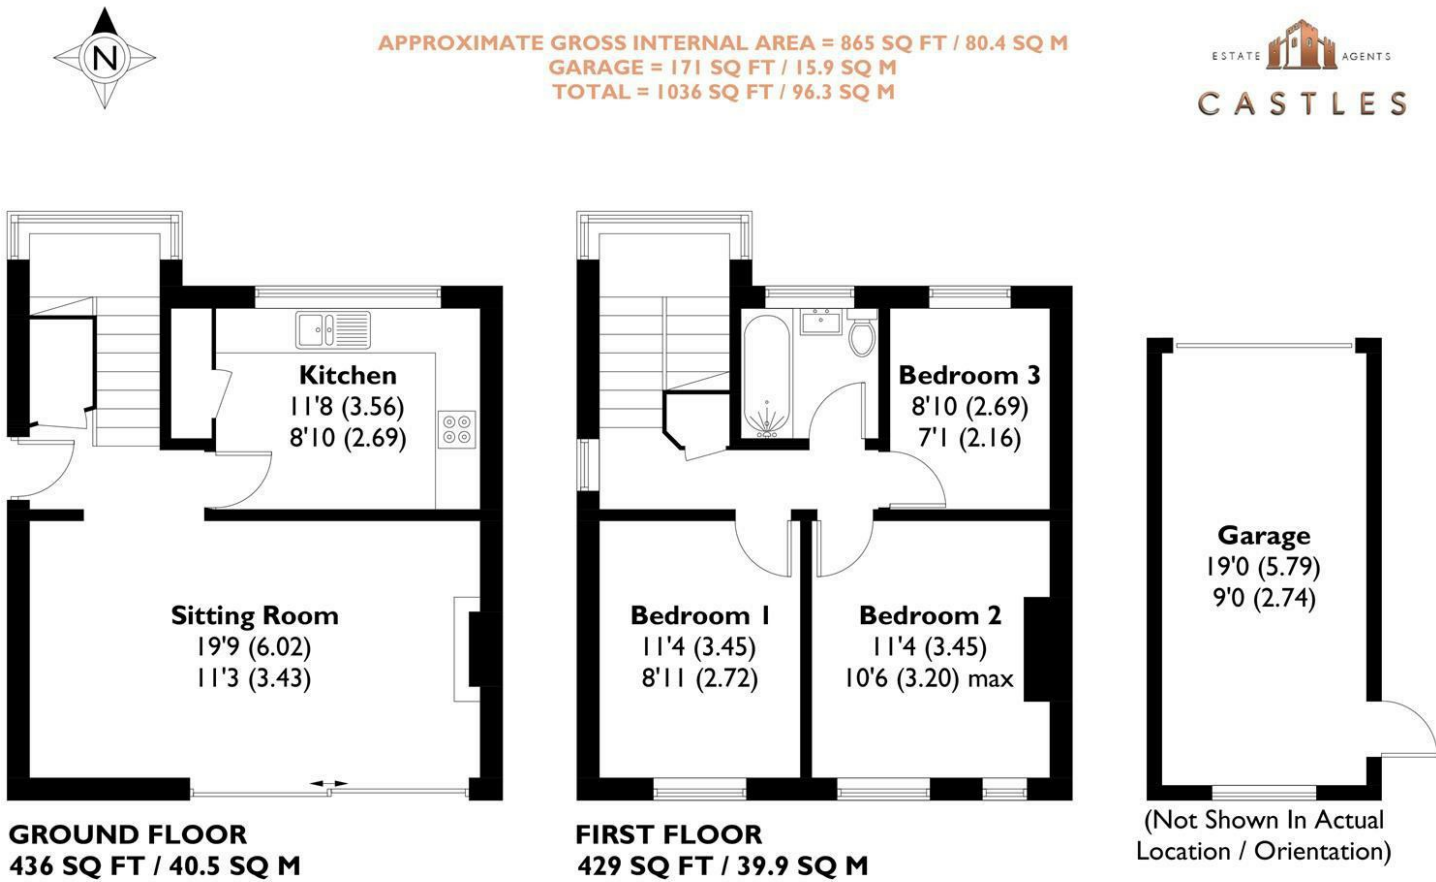 N
APPROXIMATE GROSS INTERNAL AREA = 865 SQ FT / 80.4 SQ M
GARAGE = 171 SQ FT / 15.9 SQ M
TOTAL = 1036 SQ FT / 96.3 SQ M
ESTATE AGENTS
CASTLES
Kitchen
11'8 (3.56)
8'10 (2.69)
Sitting Room
19'9 (6.02)
11'3 (3.43)
GROUND FLOOR
436 SQ FT / 40.5 SQ M
Bedroom 3
8'10 (2.69)
7'1 (2.16)
Bedroom 1
11'4 (3.45)
8'11 (2.72)
Bedroom 2
11'4 (3.45)
10'6 (3.20) max
FIRST FLOOR
429 SQ FT / 39.9 SQ M
Garage
19'0 (5.79)
9'0 (2.74)
(Not Shown In Actual
Location / Orientation)